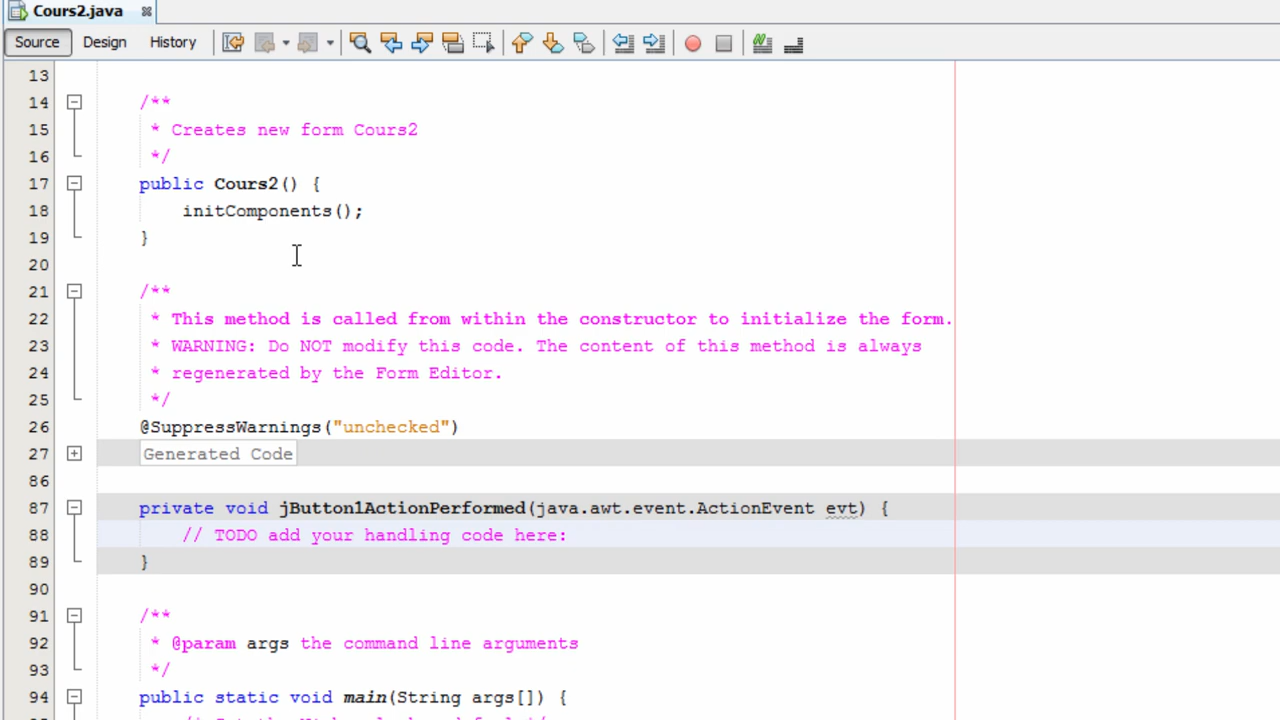 Cours2.java
Source Design History
13
14 /**
15 * Creates new form Cours2
16 */
17 public Cours2() {
18 initComponents();
19 }
20
21 /**
22 * This method is called from within the constructor to initialize the form.
23 * WARNING: Do NOT modify this code. The content of this method is always
24 * regenerated by the Form Editor.
25 */
26 @SuppressWarnings("unchecked")
27 Generated Code
86
87 private void jButton1ActionPerformed(java.awt.event.ActionEvent evt) {
88 // TODO add your handling code here:
89 }
90
91 /**
92 * @param args the command line arguments
93 */
94 public static void main(String args[]) {